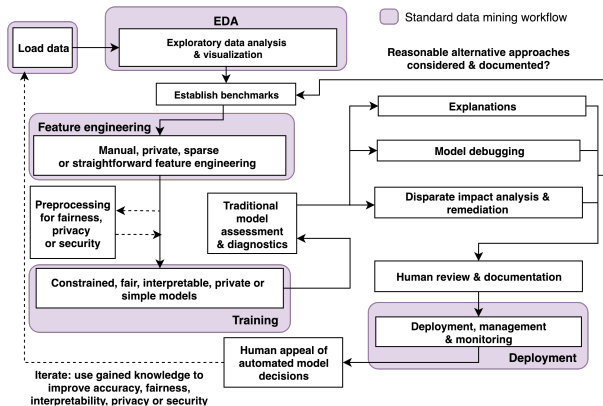 EDA
Standard data mining workflow
Load data
Exploratory data analysis
& visualization
Reasonable alternative approaches
considered & documented?
Establish benchmarks
Explanations
Feature engineering
Manual, private, sparse
or straightforward feature engineering
Model debugging
Preprocessing
for fairness,
privacy
or security
Traditional
model
assessment
& diagnostics
Disparate impact analysis &
remediation
Constrained, fair, interpretable, private or
simple models
Training
Human review & documentation
Deployment, management
& monitoring
Deployment
Human appeal of
automated model
decisions
Iterate: use gained knowledge to
improve accuracy, fairness,
interpretability, privacy or security